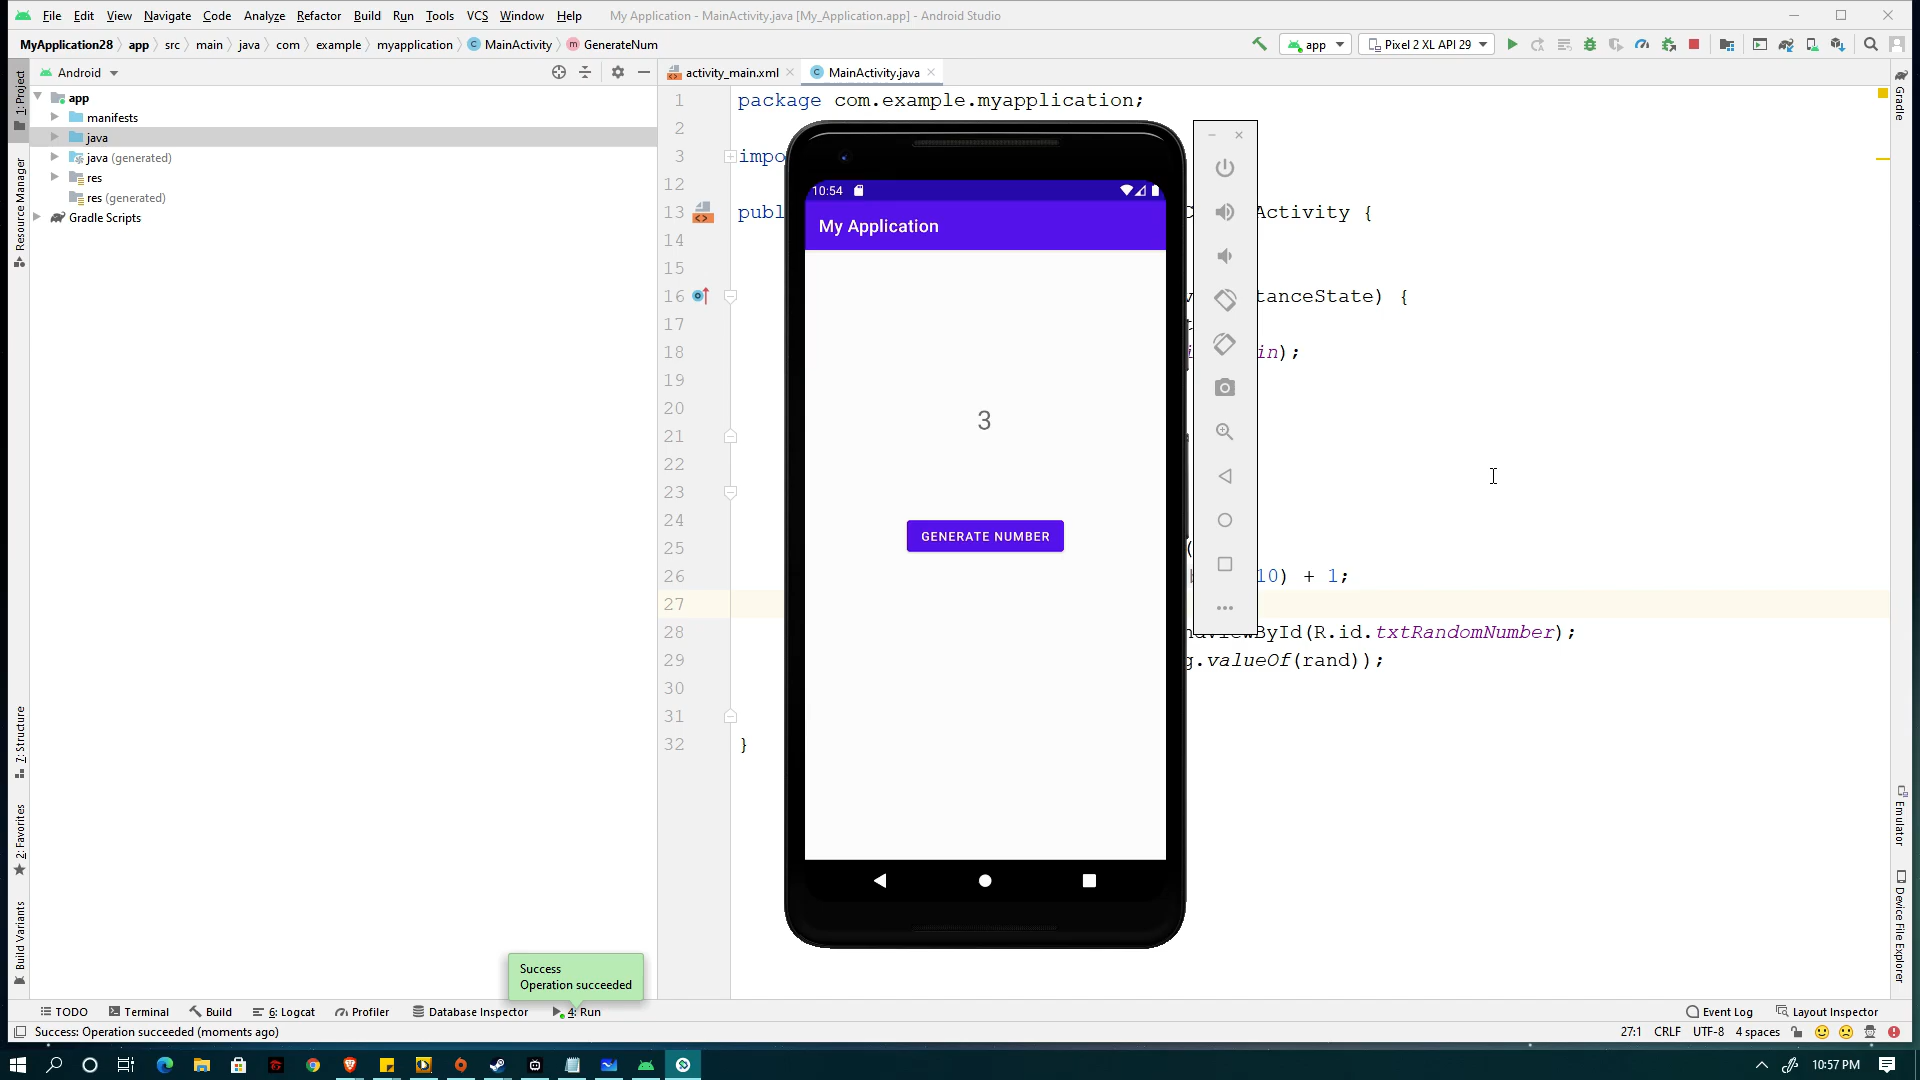 File Edit View Navigate Code Analyze Refactor Build Run Tools VCS Window Help My Application - MainActivity.java [My_Application.app] - Android Studio
MyApplication28 app src main java com example myapplication MainActivity GenerateNum
app Pixel 2 XL API 29
1: Project
Resource Manager
7: Structure
2: Favorites
Build Variants
Android
app
manifests
java
java (generated)
res
res (generated)
Gradle Scripts
activity_main.xml MainActivity.java
1 package com.example.myapplication;
2
3 impo
12
13 publ Activity {
14
15
16 tanceState) {
17
18 in);
19
20
21
22
23
24
25 (
26 10) + 1;
27
28 ById(R.id.txtRandomNumber);
29 g.valueOf(rand));
30
31
32 }
10:54
My Application
3
GENERATE NUMBER
Gradle
Emulator
Device File Explorer
Success
Operation succeeded
TODO Terminal Build 6: Logcat Profiler Database Inspector 4: Run Event Log Layout Inspector
Success: Operation succeeded (moments ago) 27:1 CRLF UTF-8 4 spaces
10:57 PM